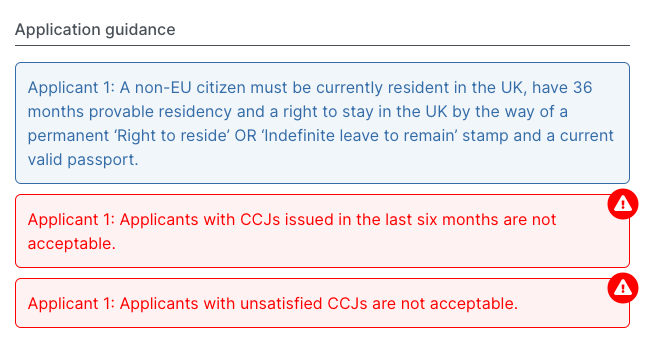 Application guidance
Applicant 1: A non-EU citizen must be currently resident in the UK, have 36
months provable residency and a right to stay in the UK by the way of a
permanent ‘Right to reside’ OR ‘Indefinite leave to remain’ stamp and a current
valid passport.
Applicant 1: Applicants with CCJs issued in the last six months are not
acceptable.
Applicant 1: Applicants with unsatisfied CCJs are not acceptable.